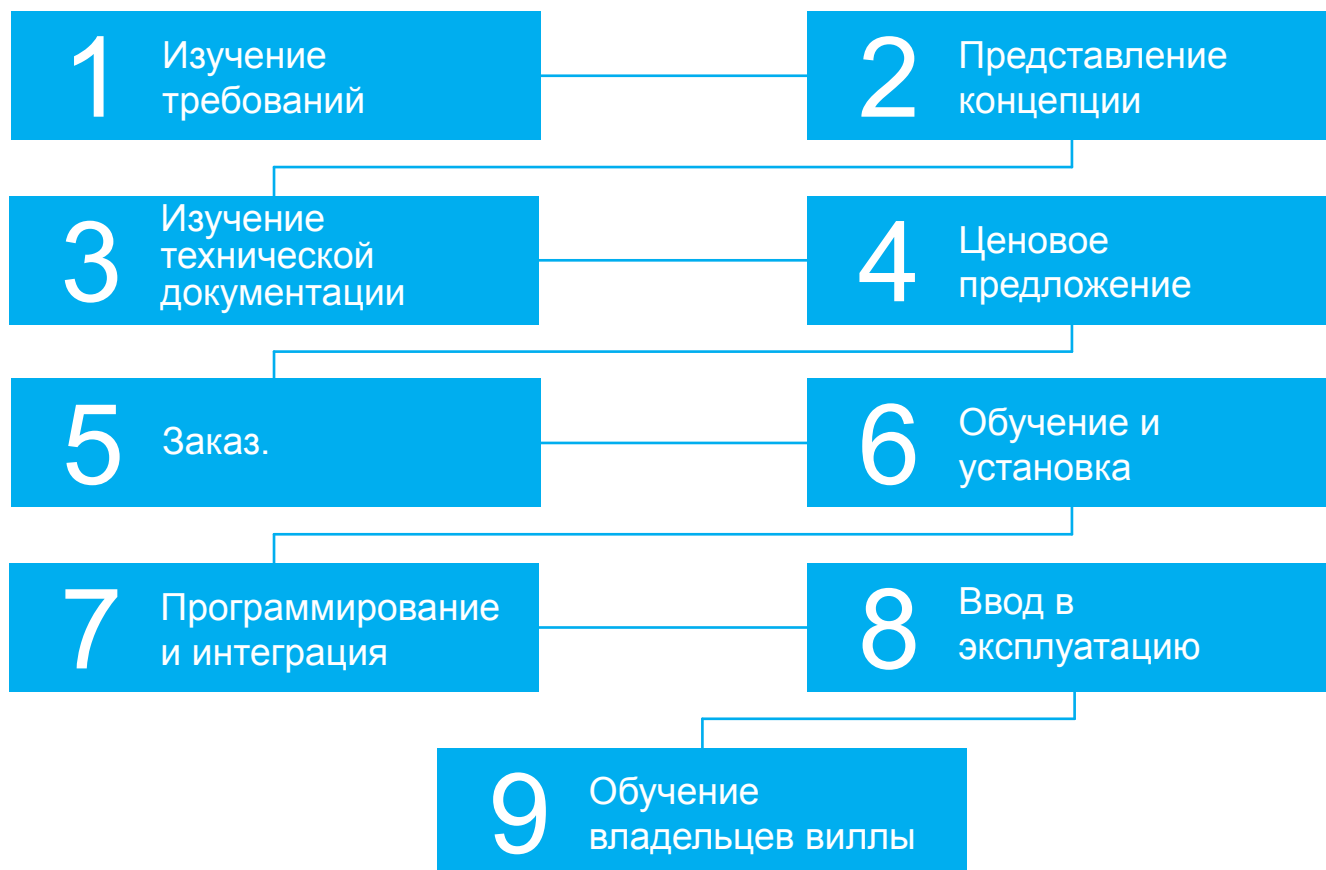 1
Изучение
требований
2
Представление
концепции
3
Изучение
технической
документации
4
Ценовое
предложение
5
Заказ.
6
Обучение и
установка
7
Программирование
и интеграция
8
Ввод в
эксплуатацию
9
Обучение
владельцев виллы